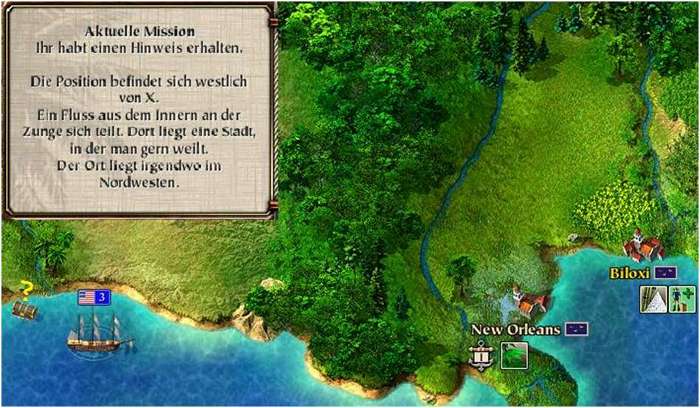 Aktuelle Mission
Ihr habt einen Hinweis erhalten.
Die Position befindet sich westlich
von X.
Ein Fluss aus dem Innern an der
Zunge sich teilt. Dort liegt eine Stadt,
in der man gern weilt.
Der Ort liegt irgendwo im
Nordwesten.
?
3
Biloxi
New Orleans